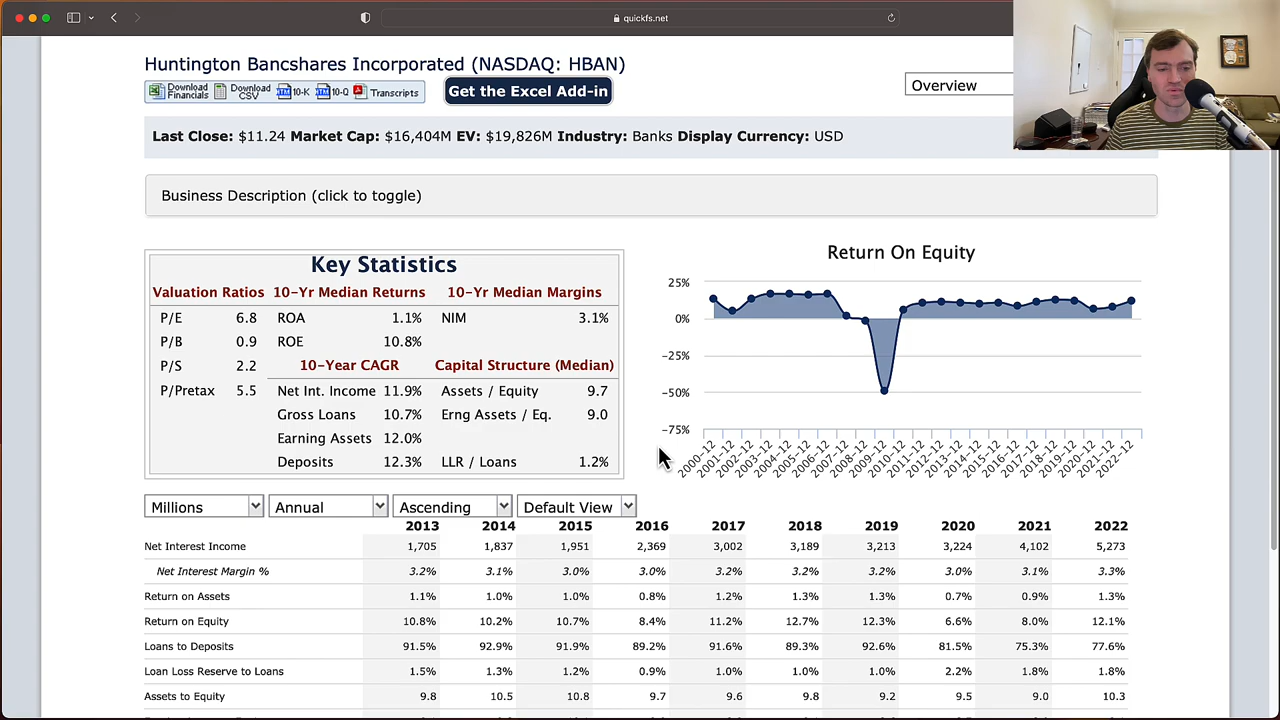 quickfs.net
Huntington Bancshares Incorporated (NASDAQ: HBAN)
Download Financials Download CSV 10-K 10-Q Transcripts Get the Excel Add-in Overview
Last Close: $11.24 Market Cap: $16,404M EV: $19,826M Industry: Banks Display Currency: USD
Business Description (click to toggle)
Key Statistics
Valuation Ratios 10-Yr Median Returns 10-Yr Median Margins
P/E 6.8 ROA 1.1% NIM 3.1%
P/B 0.9 ROE 10.8%
P/S 2.2 10-Year CAGR Capital Structure (Median)
P/Pretax 5.5 Net Int. Income 11.9% Assets / Equity 9.7
Gross Loans 10.7% Erng Assets / Eq. 9.0
Earning Assets 12.0%
Deposits 12.3% LLR / Loans 1.2%
Return On Equity
25%
0%
-25%
-50%
-75%
2000-12 2001-12 2002-12 2003-12 2004-12 2005-12 2006-12 2007-12 2008-12 2009-12 2010-12 2011-12 2012-12 2013-12 2014-12 2015-12 2016-12 2017-12 2018-12 2019-12 2020-12 2021-12 2022-12
Millions Annual Ascending Default View
2013 2014 2015 2016 2017 2018 2019 2020 2021 2022
Net Interest Income 1,705 1,837 1,951 2,369 3,002 3,189 3,213 3,224 4,102 5,273
Net Interest Margin % 3.2% 3.1% 3.0% 3.0% 3.2% 3.2% 3.2% 3.0% 3.1% 3.3%
Return on Assets 1.1% 1.0% 1.0% 0.8% 1.2% 1.3% 1.3% 0.7% 0.9% 1.3%
Return on Equity 10.8% 10.2% 10.7% 8.4% 11.2% 12.7% 12.3% 6.6% 8.0% 12.1%
Loans to Deposits 91.5% 92.9% 91.9% 89.2% 91.6% 89.3% 92.6% 81.5% 75.3% 77.6%
Loan Loss Reserve to Loans 1.5% 1.3% 1.2% 0.9% 1.0% 1.0% 1.0% 2.2% 1.8% 1.8%
Assets to Equity 9.8 10.5 10.8 9.7 9.6 9.8 9.2 9.5 9.0 10.3